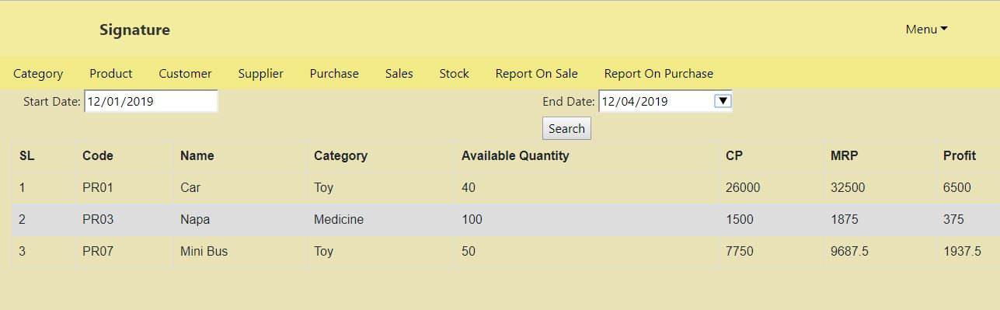 Signature Menu
Category Product Customer Supplier Purchase Sales Stock Report On Sale Report On Purchase
Start Date: 12/01/2019 End Date: 12/04/2019
Search
SL Code Name Category Available Quantity CP MRP Profit
1 PR01 Car Toy 40 26000 32500 6500
2 PR03 Napa Medicine 100 1500 1875 375
3 PR07 Mini Bus Toy 50 7750 9687.5 1937.5